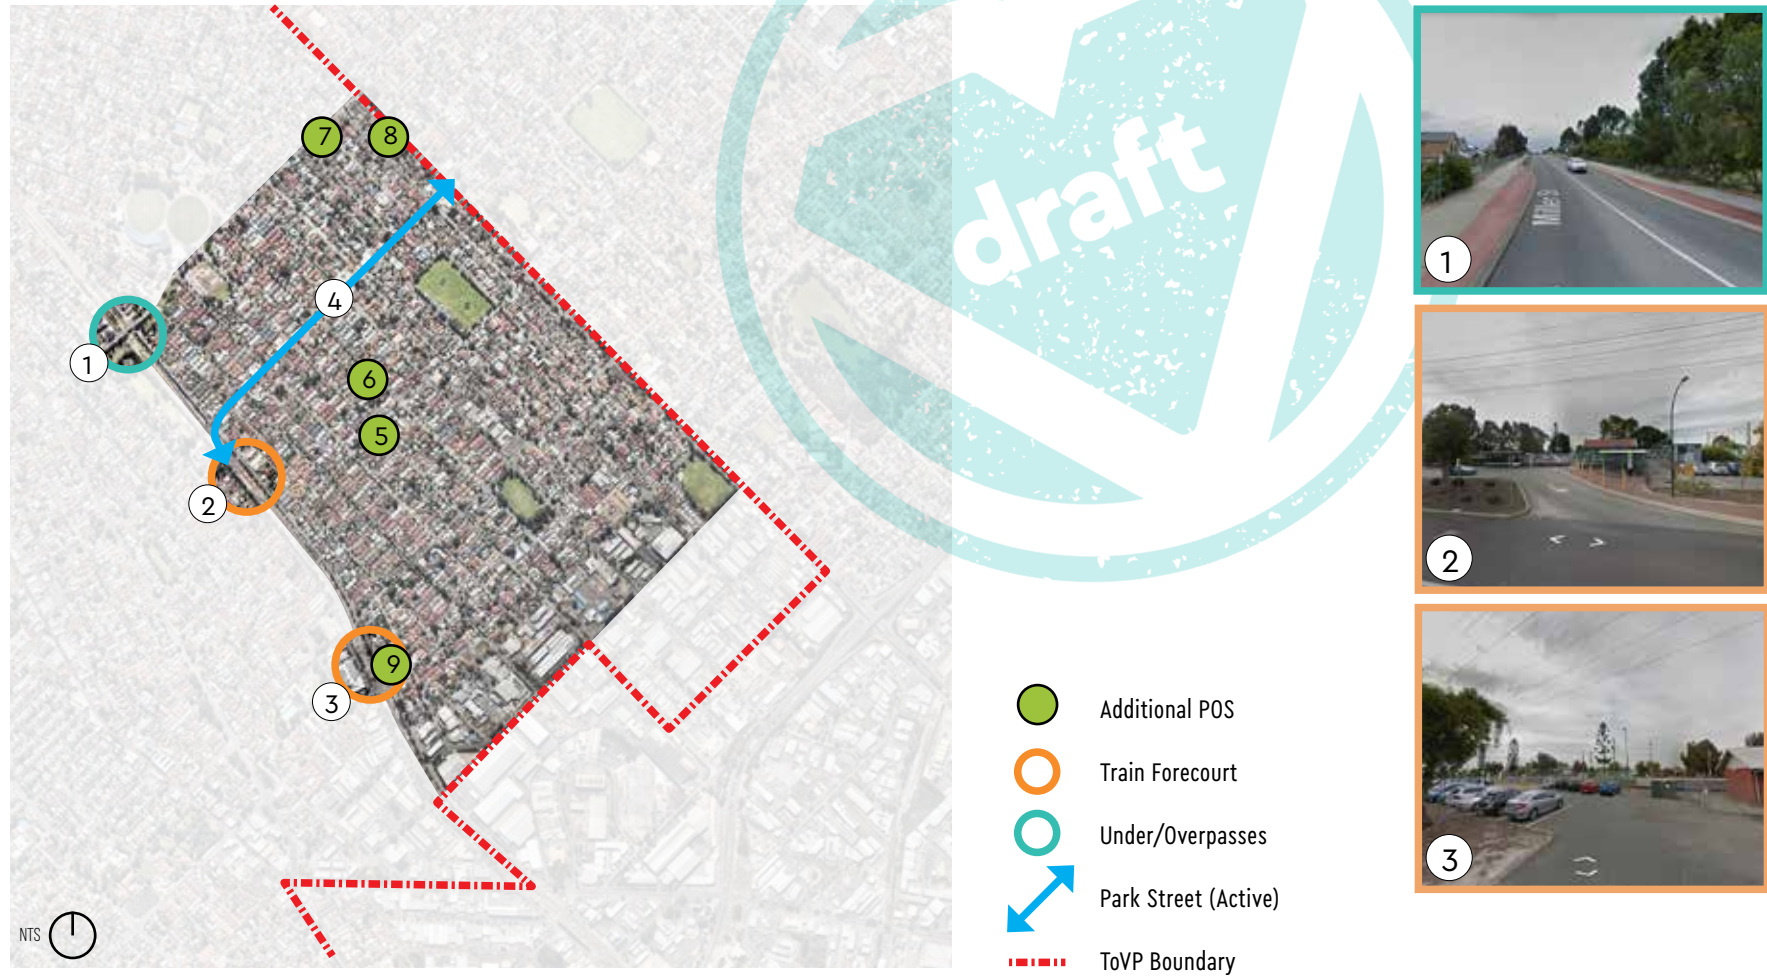 7
8
4
1
6
5
2
9
3
NTS
draft
Additional POS
Train Forecourt
Under/Overpasses
Park Street (Active)
ToVP Boundary
1
2
3